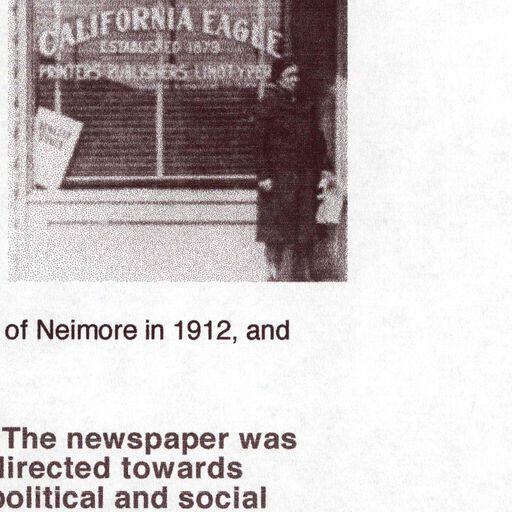 CALIFORNIA EAGLE
ESTABLISHED 1879
PRINTERS PUBLISHERS LINOTYPER
of Neimore in 1912, and
The newspaper was
directed towards
political and social